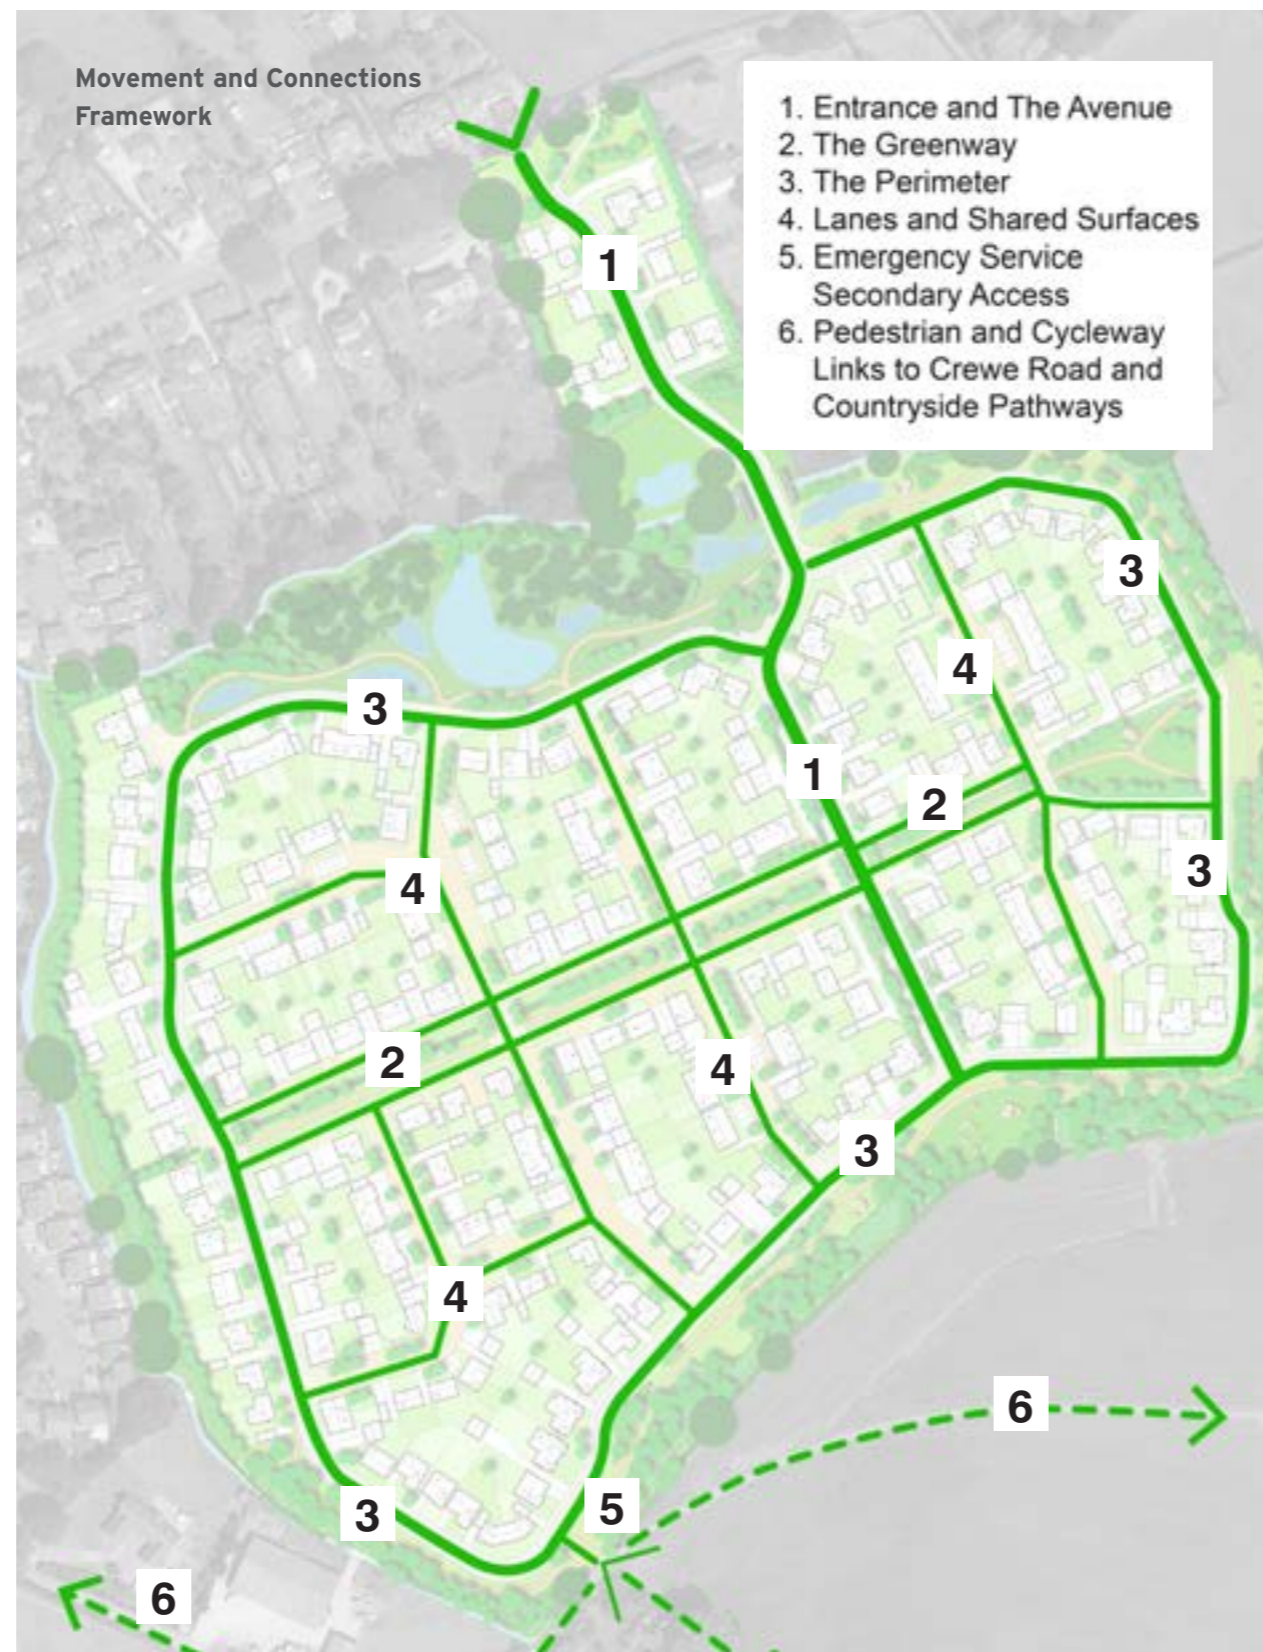 Movement and Connections
Framework
1. Entrance and The Avenue
2. The Greenway
3. The Perimeter
4. Lanes and Shared Surfaces
5. Emergency Service
Secondary Access
6. Pedestrian and Cycleway
Links to Crewe Road and
Countryside Pathways
1
3
4
3
1
2
3
4
2
4
3
4
6
5
3
6